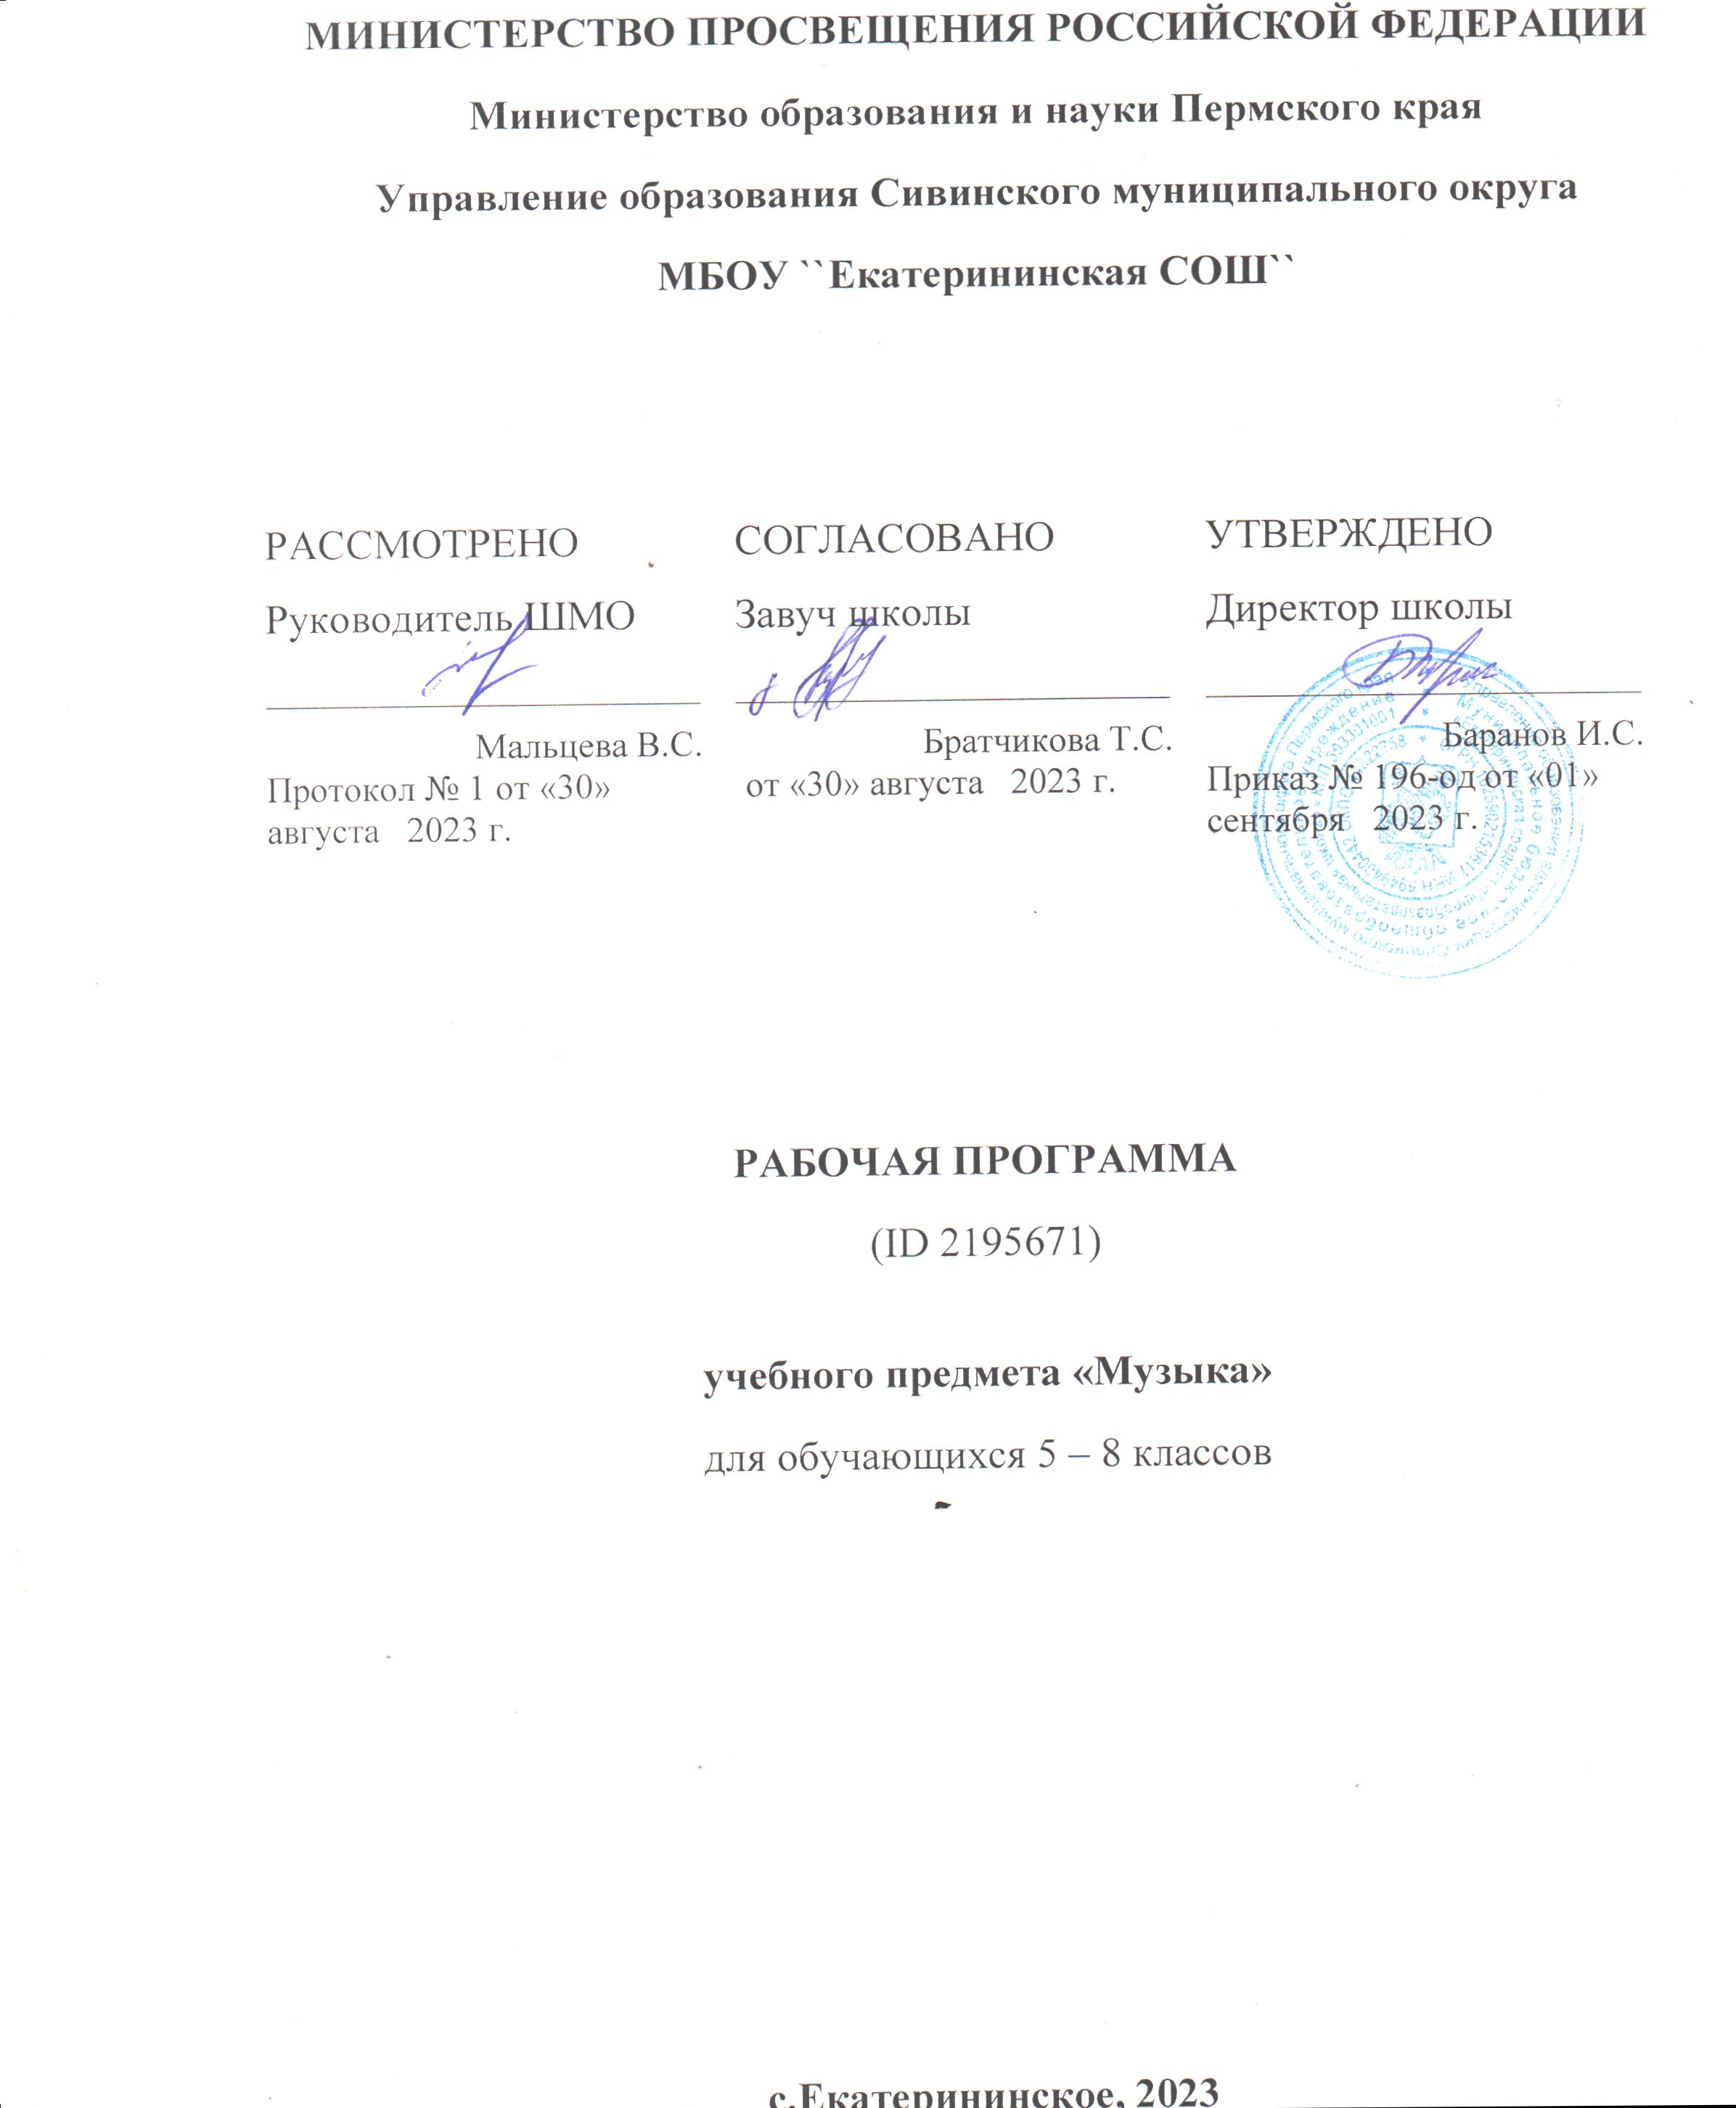 МИНИСТЕРСТВО ПРОСВЕЩЕНИЯ РОССИЙСКОЙ ФЕДЕРАЦИИ
Министерство образования и науки Пермского края
Управление образования Сивинского муниципального округа
МБОУ ``Екатерининская СОШ``
РАССМОТРЕНО
Руководитель ШМО
Мальцева В.С.
Протокол № 1 от «30»
августа 2023 г.
СОГЛАСОВАНО
Завуч школы
Братчикова Т.С.
от «30» августа 2023 г.
УТВЕРЖДЕНО
Директор школы
Баранов И.С.
Приказ № 196-од от «01»
сентября 2023 г.
РАБОЧАЯ ПРОГРАММА
(ID 2195671)
учебного предмета «Музыка»
для обучающихся 5 – 8 классов
с.Екатерининское, 2023